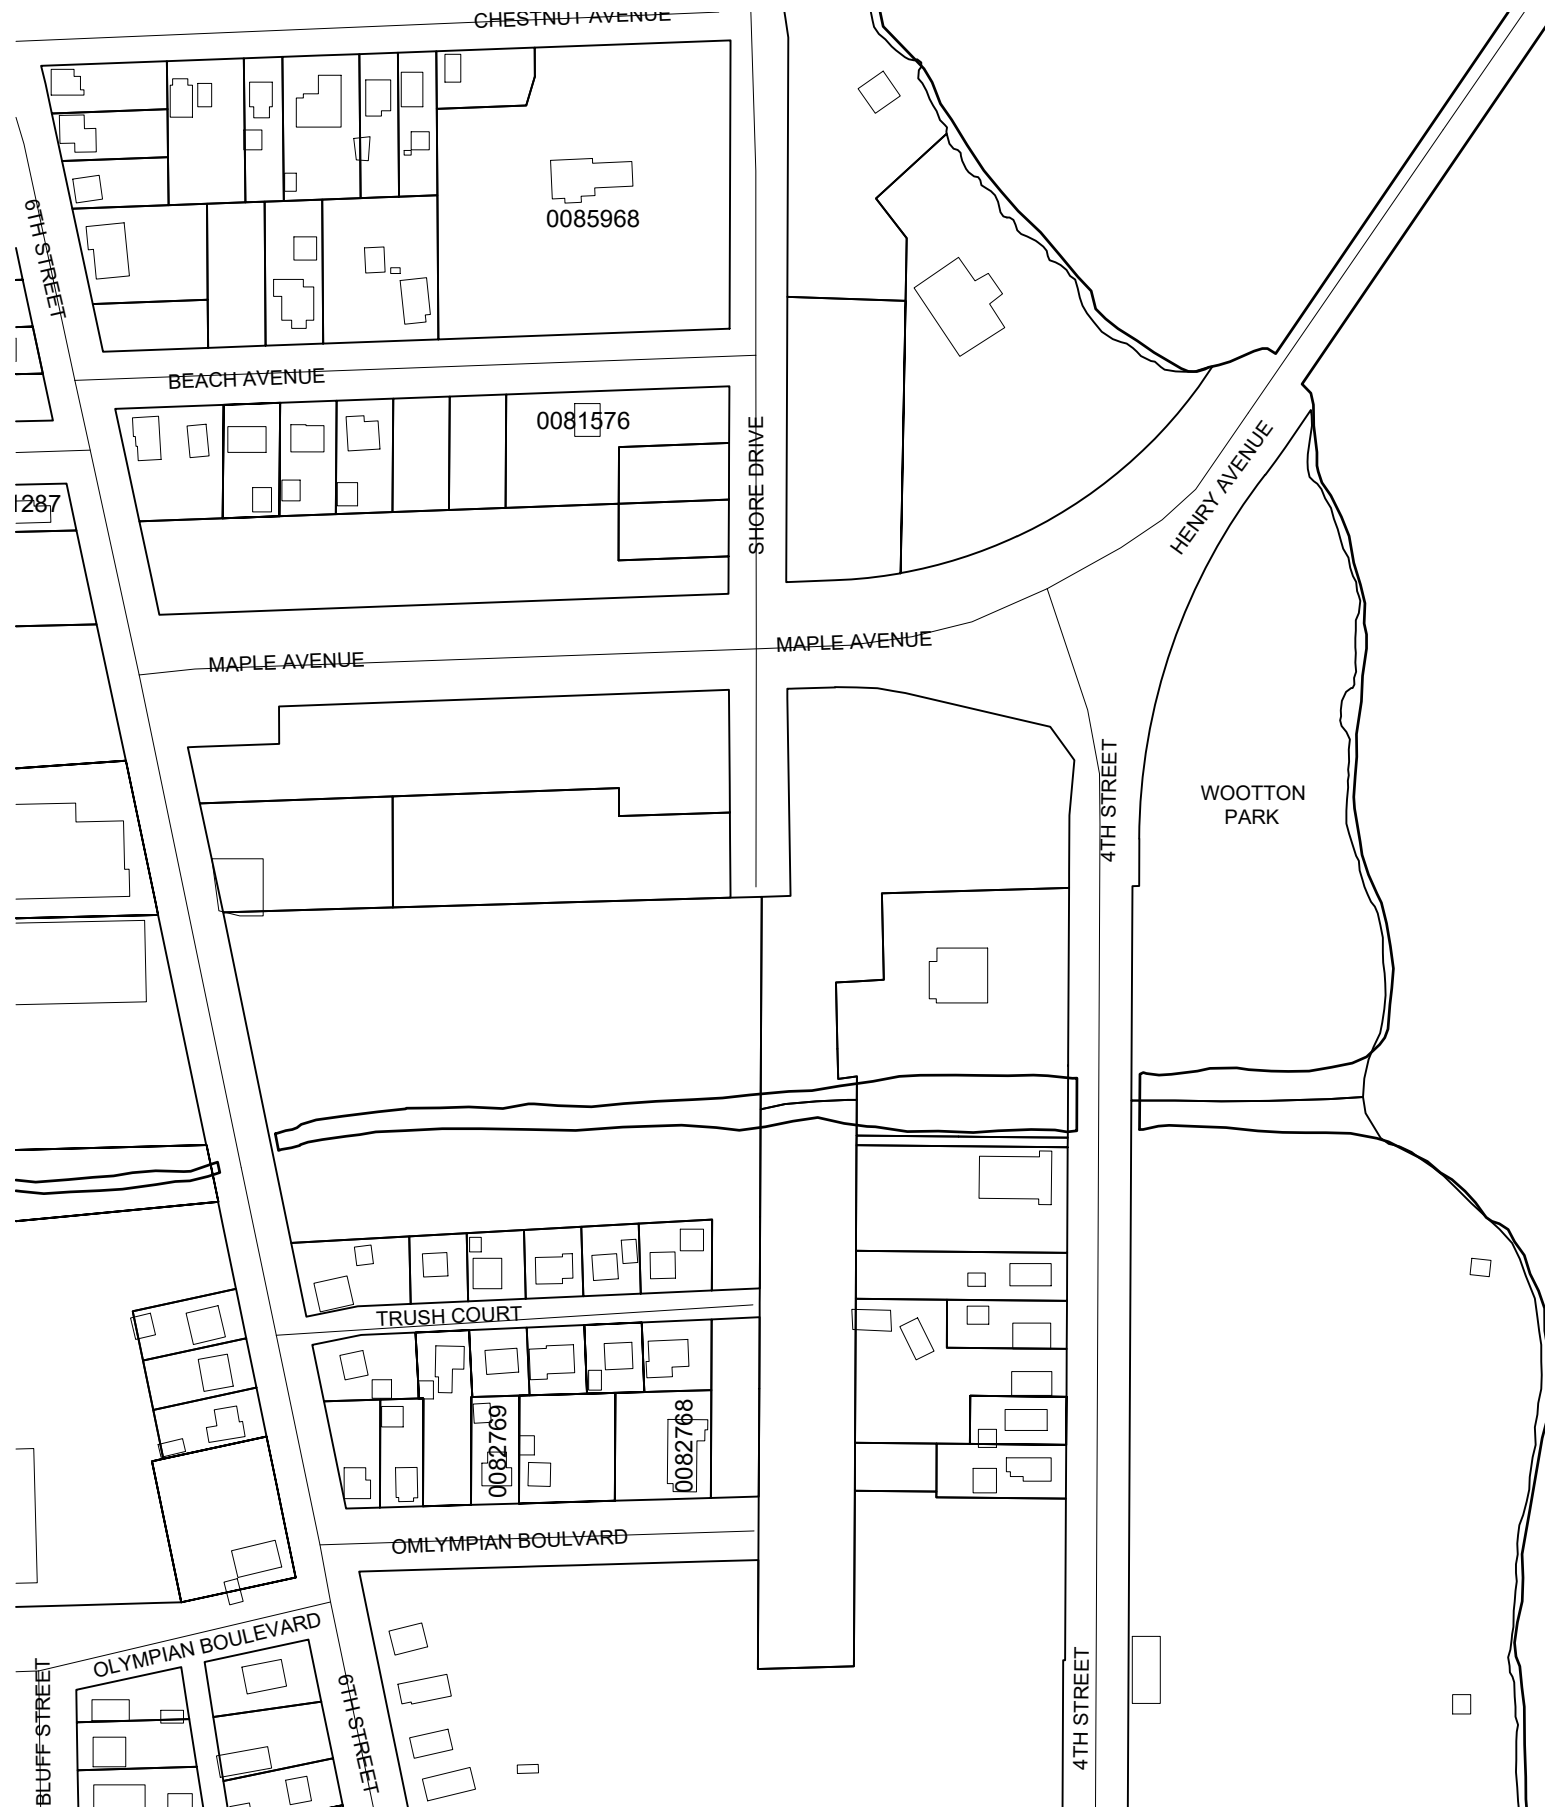 CHESTNUT AVENUE
6TH STREET
0085968
BEACH AVENUE
0081576
SHORE DRIVE
HENRY AVENUE
1287
MAPLE AVENUE
MAPLE AVENUE
4TH STREET
WOOTTON
PARK
TRUSH COURT
0082769
0082768
OMLYMPIAN BOULVARD
OLYMPIAN BOULEVARD
BLUFF STREET
6TH STREET
4TH STREET